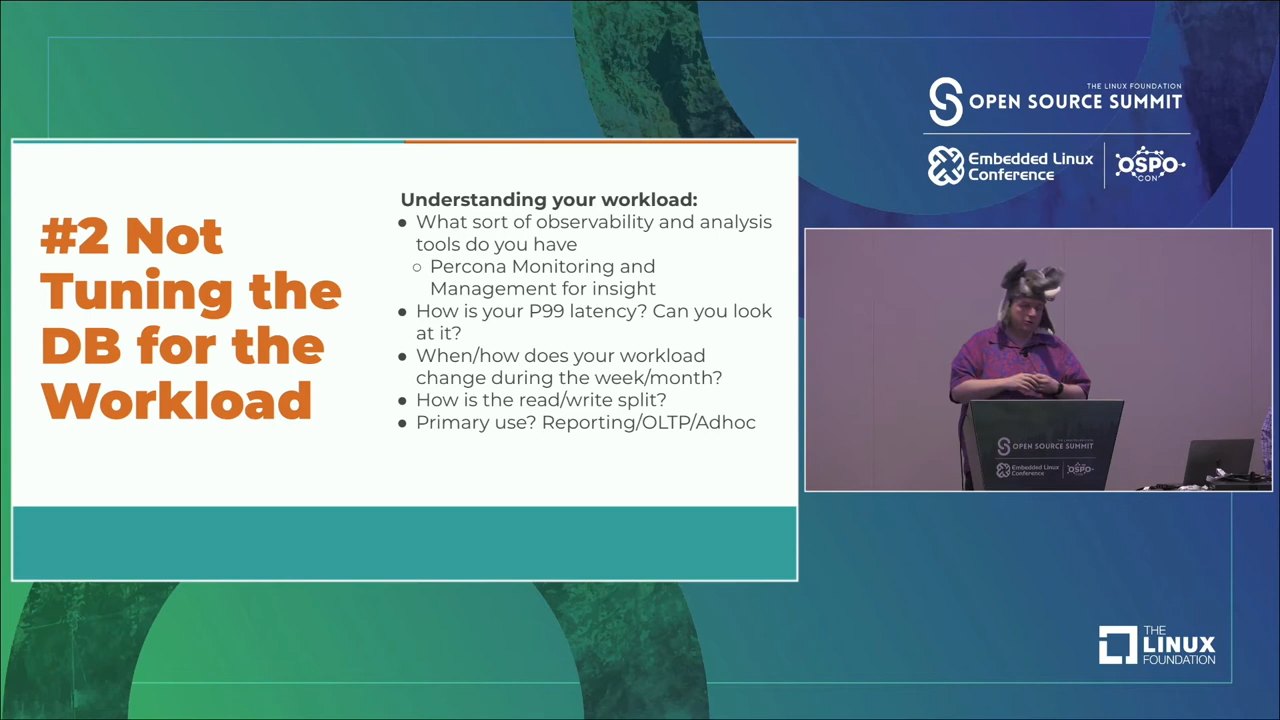 THE LINUX FOUNDATION
OPEN SOURCE SUMMIT
Embedded Linux
Conference
OSPO
CON
#2 Not
Tuning the
DB for the
Workload
Understanding your workload:
● What sort of observability and analysis
tools do you have
○ Percona Monitoring and
Management for insight
● How is your P99 latency? Can you look
at it?
● When/how does your workload
change during the week/month?
● How is the read/write split?
● Primary use? Reporting/OLTP/Adhoc
OPEN SOURCE SUMMIT
Embedded Linux
Conference
OSPO
THE
LINUX
FOUNDATION